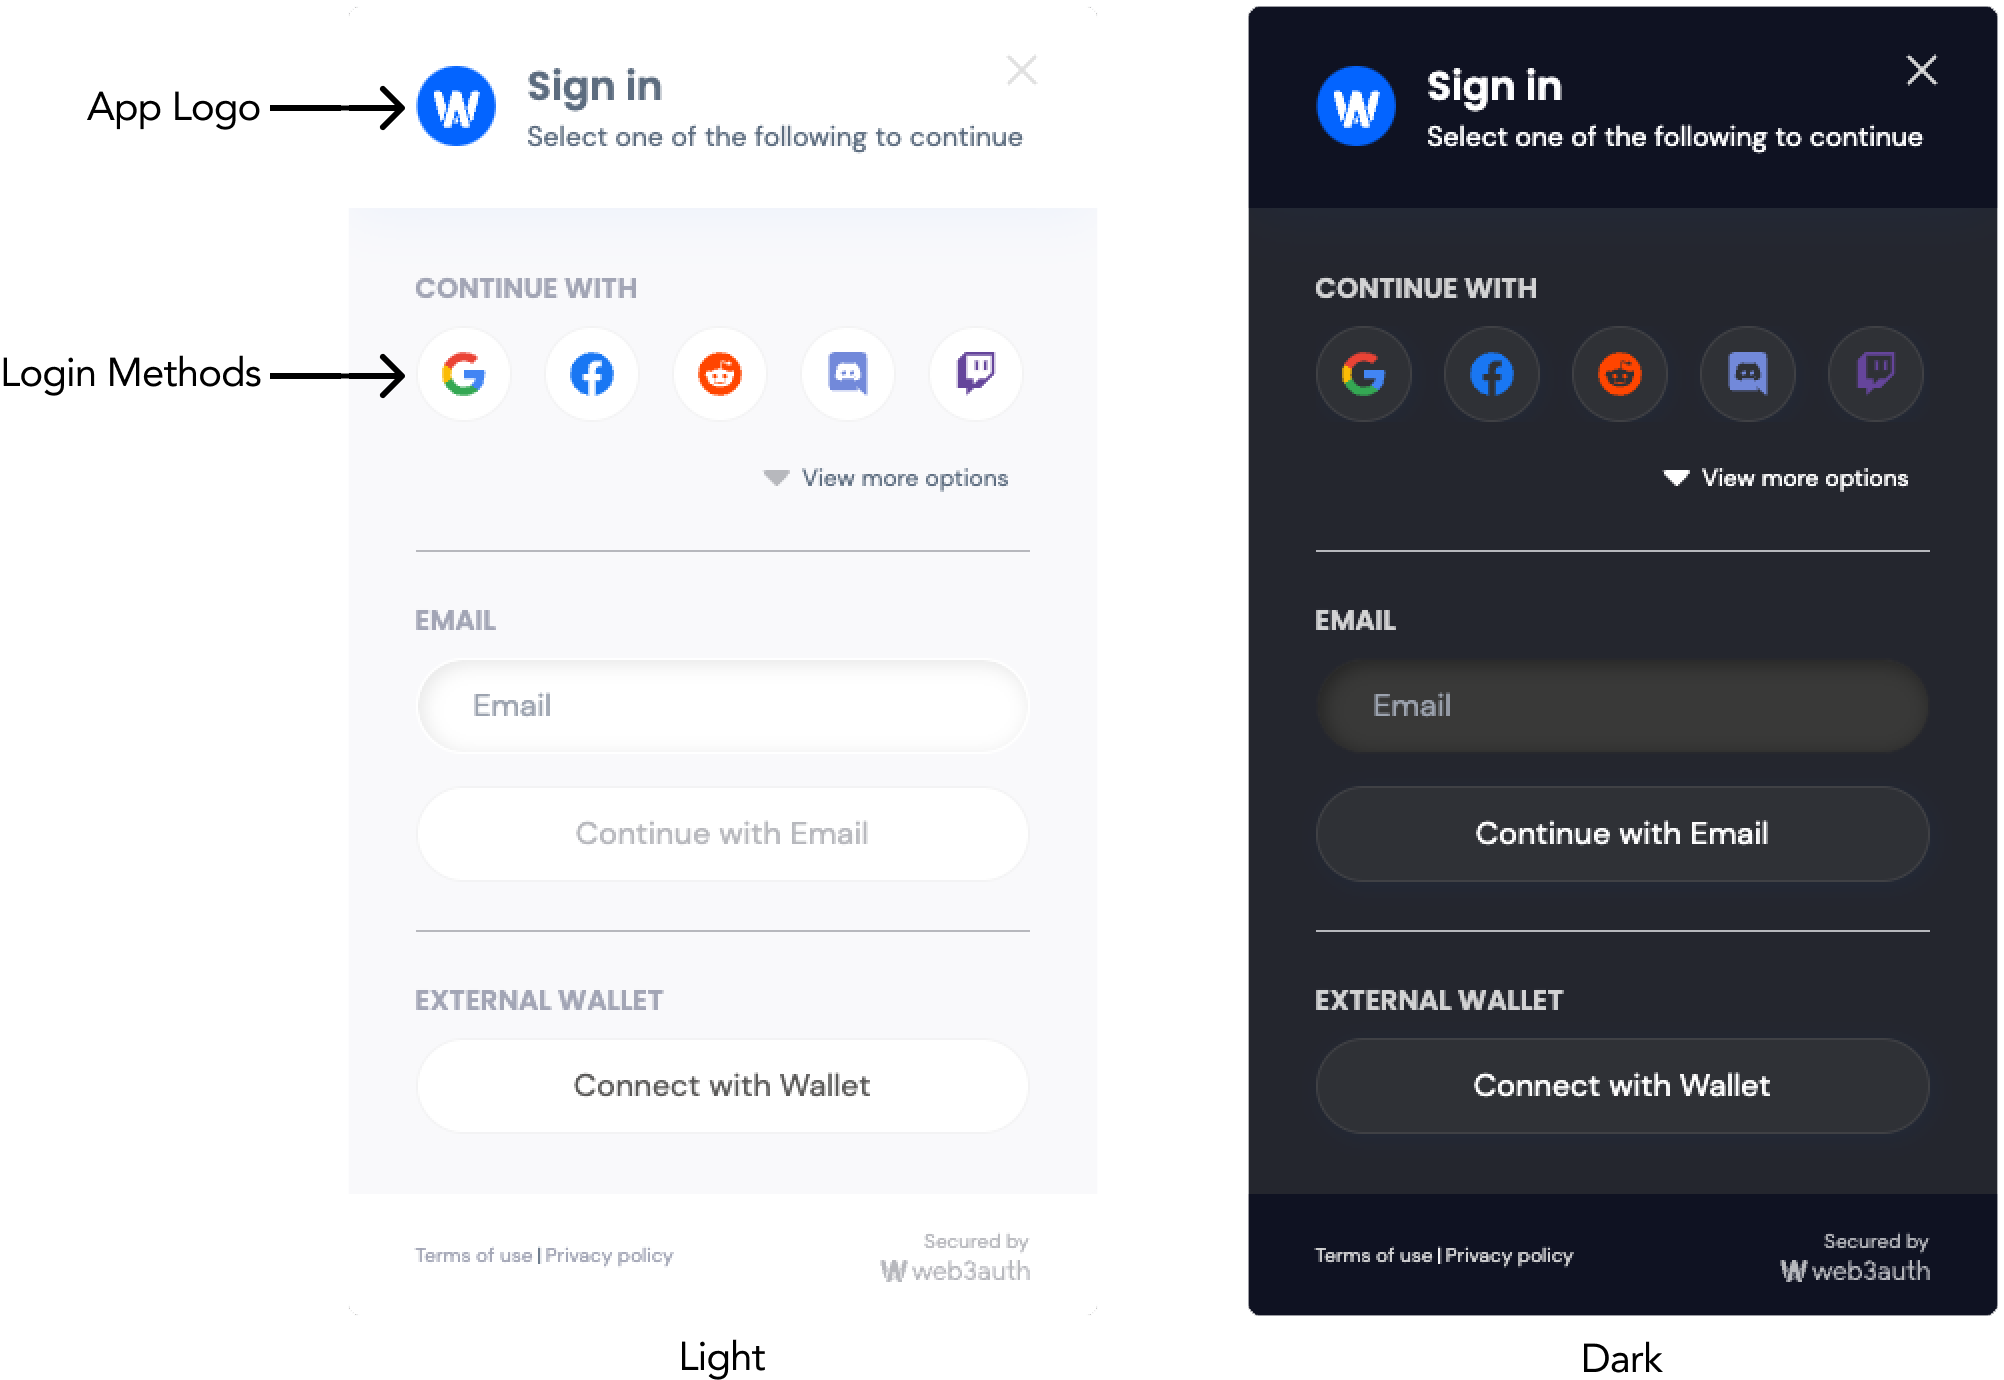 App Logo
Login Methods
W
Sign in
Select one of the following to continue
CONTINUE WITH
View more options
EMAIL
Email
Continue with Email
EXTERNAL WALLET
Connect with Wallet
Terms of use | Privacy policy
Secured by
W web3auth
Light
W
Sign in
Select one of the following to continue
CONTINUE WITH
View more options
EMAIL
Email
Continue with Email
EXTERNAL WALLET
Connect with Wallet
Terms of use | Privacy policy
Secured by
W web3auth
Dark